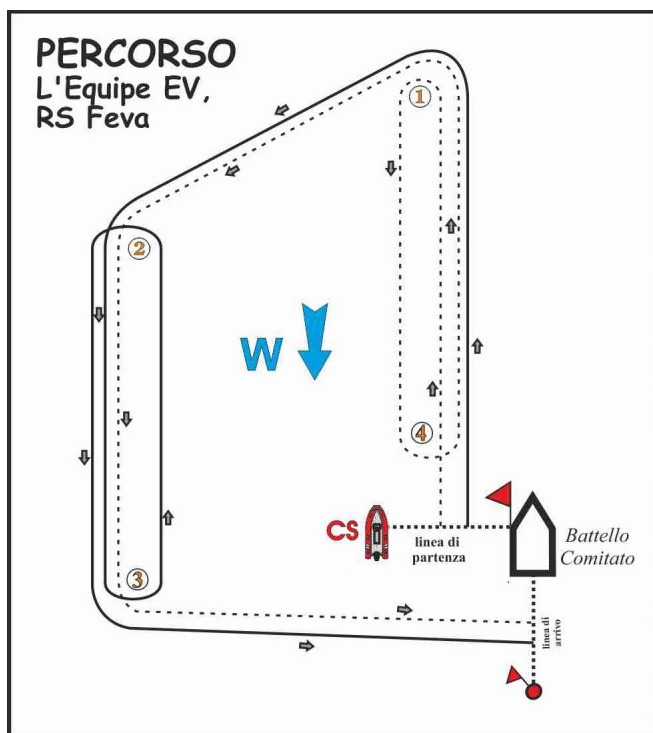 PERCORSO
L'Equipe EV,
RS Feva
1
2
W
4
CS
linea di
partenza
Battello
Comitato
3
linea di
arrivo